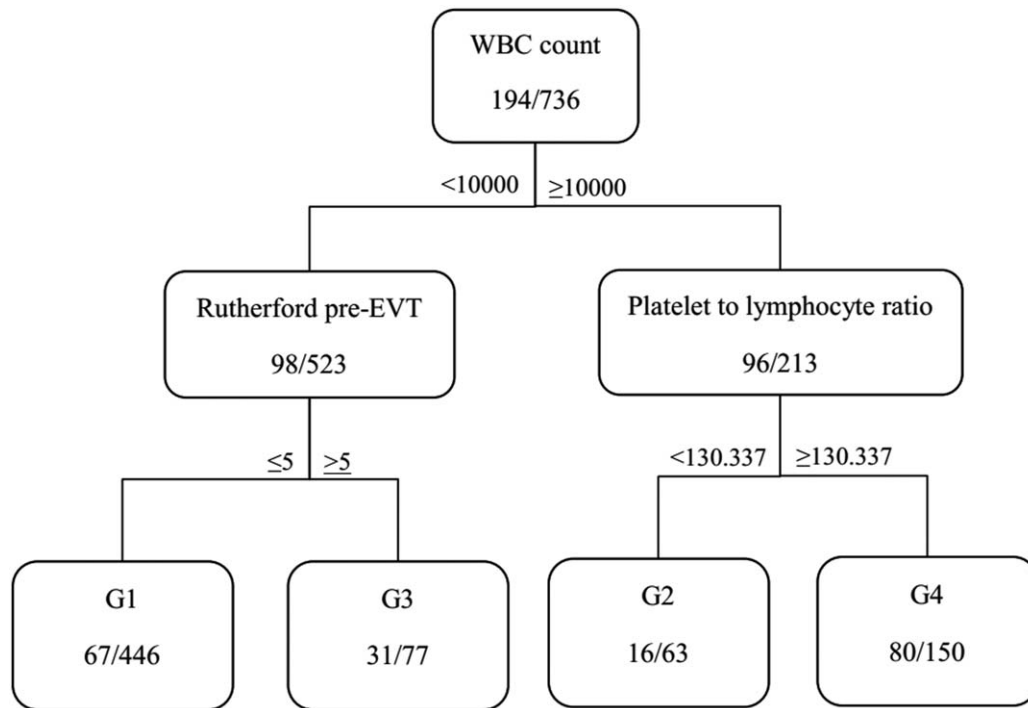 WBC count
194/736
<10000
≥10000
Rutherford pre-EVT
98/523
Platelet to lymphocyte ratio
96/213
≤5
≥5
<130.337
≥130.337
G1
67/446
G3
31/77
G2
16/63
G4
80/150